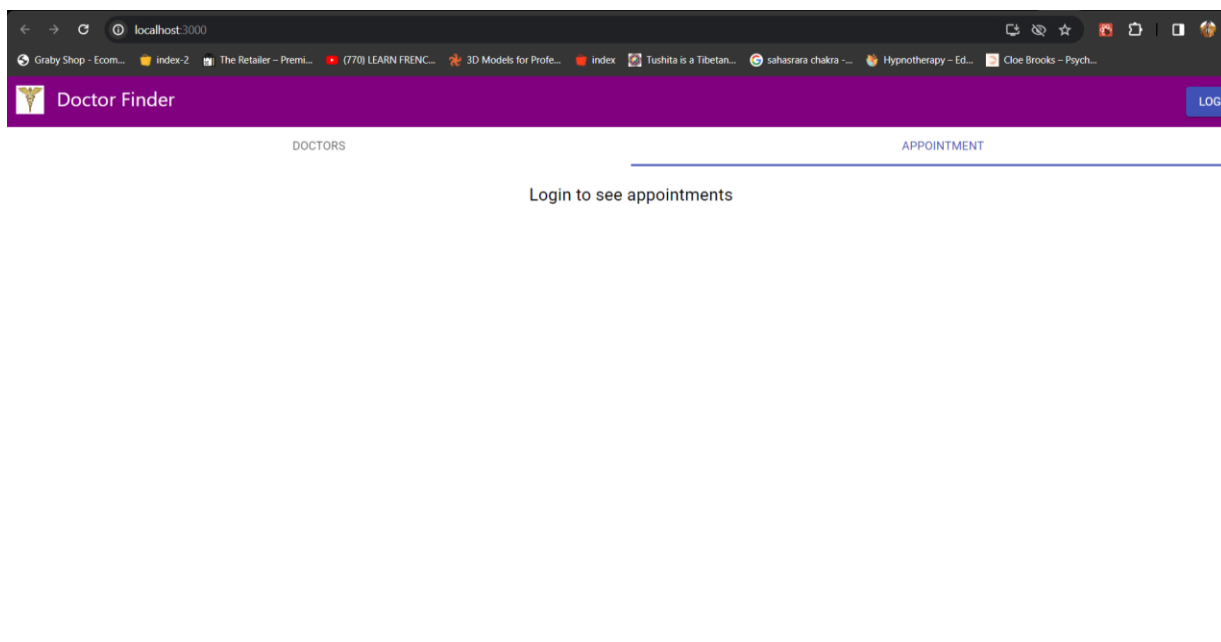 localhost:3000
Graby Shop - Ecom... index-2 The Retailer – Premi... (770) LEARN FRENC... 3D Models for Profe... index Tushita is a Tibetan... sahasrara chakra -... Hypnotherapy – Ed... Cloe Brooks – Psych...
Doctor Finder LOG
DOCTORS APPOINTMENT
Login to see appointments